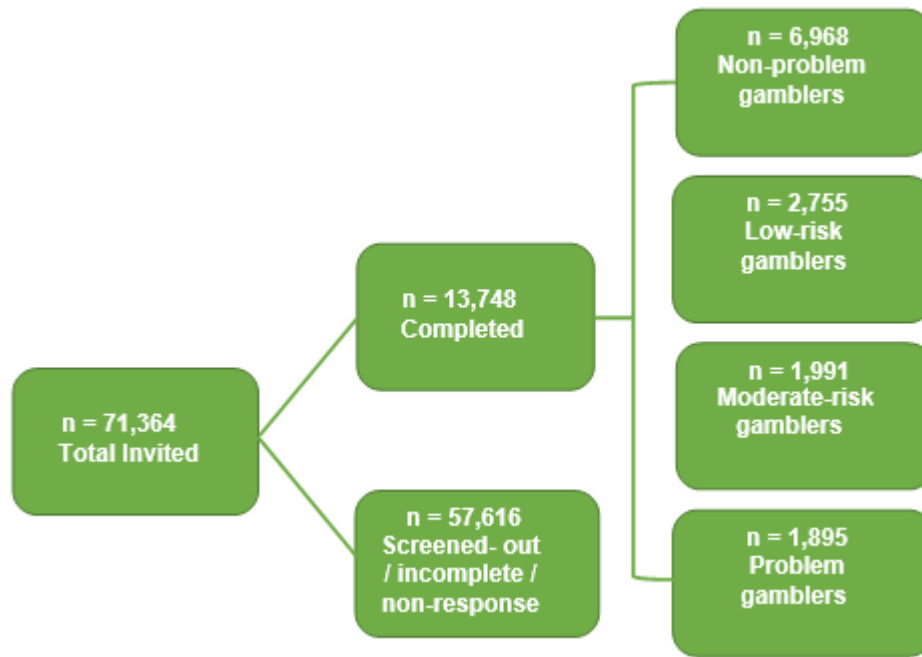 n = 71,364
Total Invited
n = 13,748
Completed
n = 57,616
Screened- out
/ incomplete /
non-response
n = 6,968
Non-problem
gamblers
n = 2,755
Low-risk
gamblers
n = 1,991
Moderate-risk
gamblers
n = 1,895
Problem
gamblers